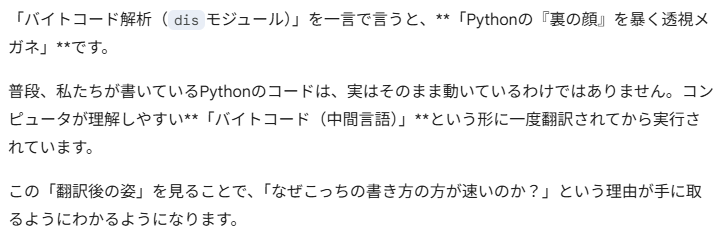 「バイトコード解析（disモジュール）」を一言で言うと、**「Pythonの『裏の顔』を暴く透視メ
ガネ」**です。
普段、私たちが書いているPythonのコードは、実はそのまま動いているわけではありません。コン
ピュータが理解しやすい**「バイトコード（中間言語）」**という形に一度翻訳されてから実行さ
れています。
この「翻訳後の姿」を見ることで、「なぜこっちの書き方の方が速いのか？」という理由が手に取
るようにわかるようになります。